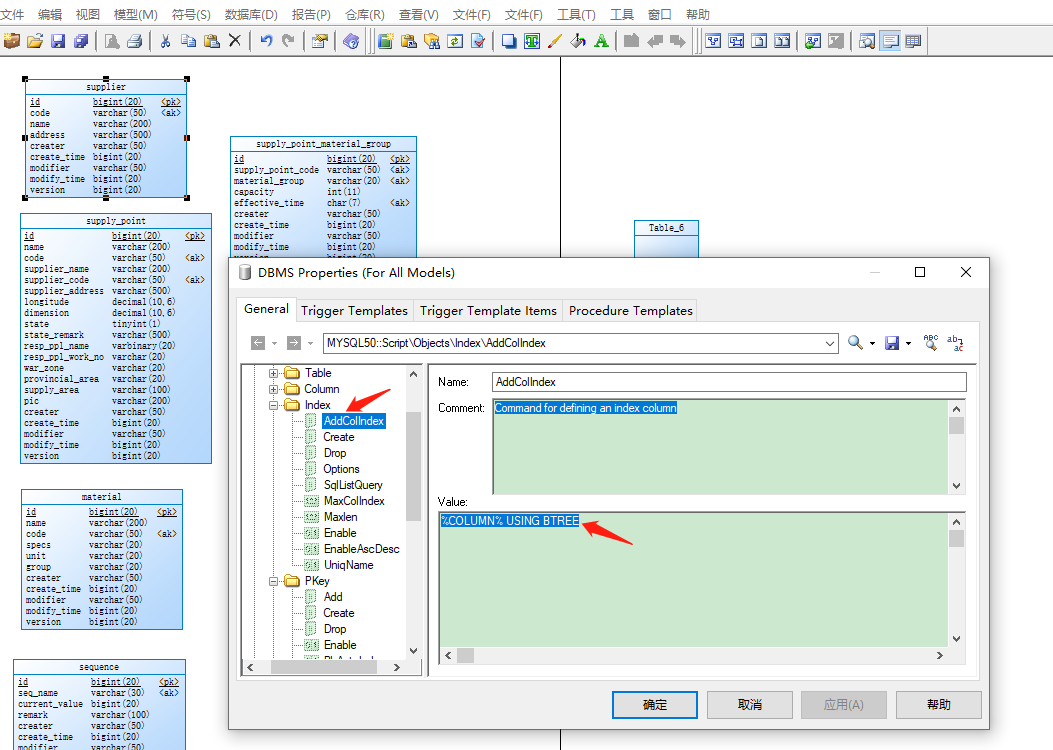 文件 编辑 视图 模型(M) 符号(S) 数据库(D) 报告(P) 仓库(R) 查看(V) 文件(F) 文件(F) 工具(T) 工具 窗口 帮助
supplier
id bigint(20) <pk>
code varchar(50) <ak>
name varchar(200)
address varchar(500)
creater varchar(50)
create_time bigint(20)
modifier varchar(50)
modify_time bigint(20)
version bigint(20)
supply_point_material_group
id bigint(20) <pk>
supply_point_code varchar(50) <ak>
material_group varchar(20) <ak>
capacity int(11)
effective_time char(7) <ak>
creater varchar(50)
create_time bigint(20)
modifier varchar(50)
modify_time bigint(20)
version bigint(20)
Table_6
supply_point
id bigint(20) <pk>
name varchar(200)
code varchar(50) <ak>
supplier_name varchar(200)
supplier_code varchar(50) <ak>
supplier_address varchar(500)
longitude decimal(10,6)
dimension decimal(10,6)
state tinyint(1)
state_remark varchar(500)
resp_ppl_name varbinary(20)
resp_ppl_work_no varchar(20)
war_zone varchar(20)
provincial_area varchar(20)
supply_area varchar(100)
pic varchar(200)
creater varchar(50)
create_time bigint(20)
modifier varchar(50)
modify_time bigint(20)
version bigint(20)
material
id bigint(20) <pk>
name varchar(200)
code varchar(50) <ak>
specs varchar(20)
unit varchar(20)
group varchar(20)
creater varchar(50)
create_time bigint(20)
modifier varchar(50)
modify_time bigint(20)
version bigint(20)
sequence
id bigint(20) <pk>
seq_name varchar(30) <ak>
current_value bigint(20)
remark varchar(100)
creater varchar(50)
create_time bigint(20)
modifier varchar(50)
DBMS Properties (For All Models)
General Trigger Templates Trigger Template Items Procedure Templates
MYSQL50::Script\Objects\Index\AddColIndex
ABC
ab
ac
Table
Column
Index
AddColIndex
Create
Drop
Options
SqlListQuery
MaxColIndex
Maxlen
Enable
EnableAscDesc
UniqName
PKey
Add
Create
Drop
Enable
Name: AddColIndex
Comment: Command for defining an index column
Value:
%COLUMN% USING BTREE
确定 取消 应用(A) 帮助